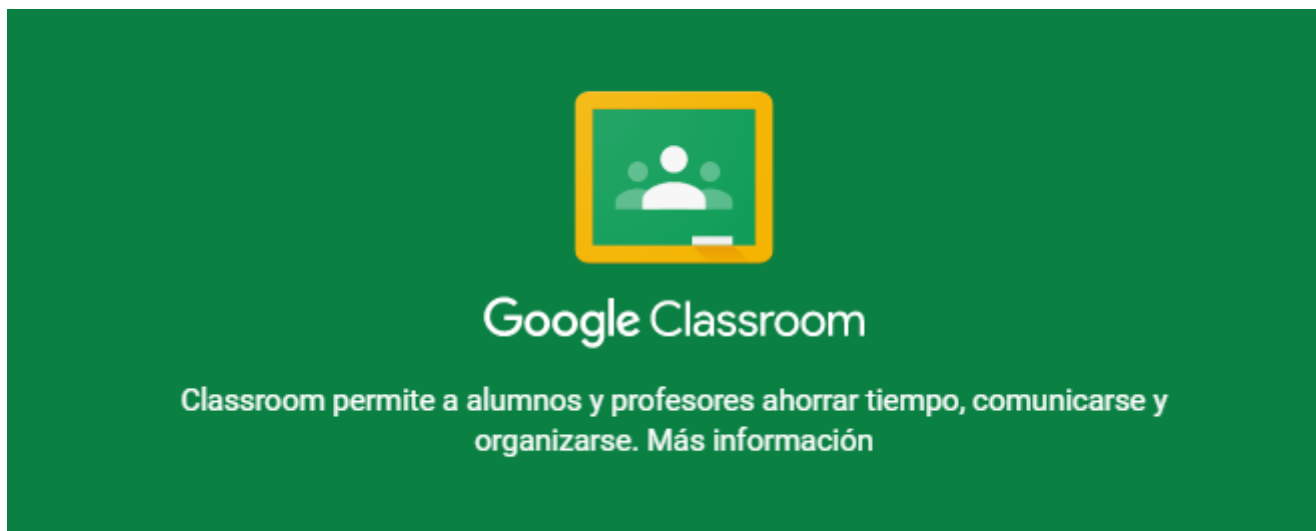 Google Classroom
Classroom permite a alumnos y profesores ahorrar tiempo, comunicarse y
organizarse. Más información